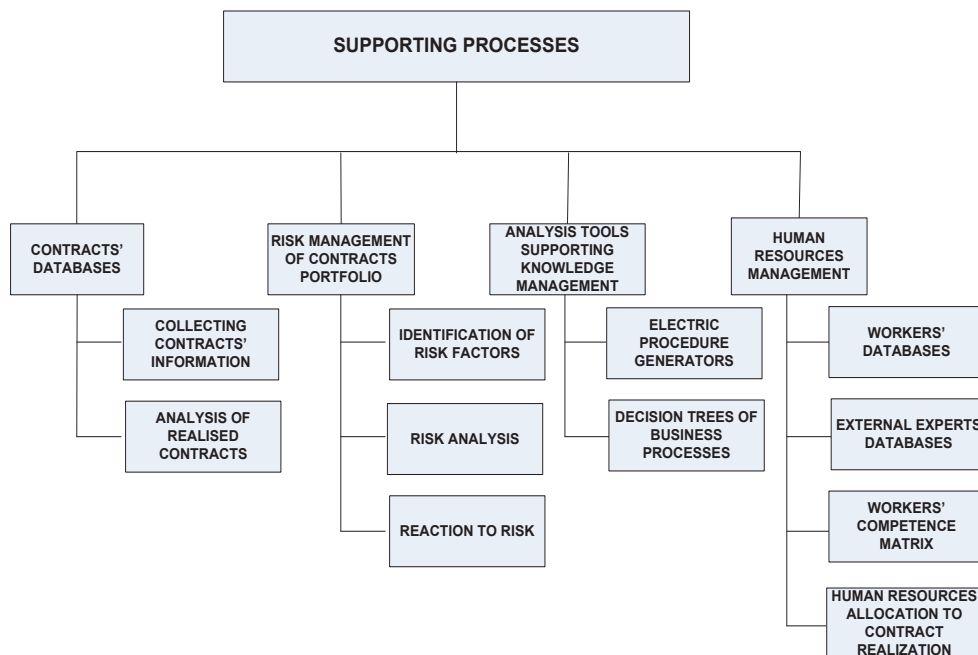 SUPPORTING PROCESSES
CONTRACTS'
DATABASES
COLLECTING
CONTRACTS'
INFORMATION
ANALYSIS OF
REALISED
CONTRACTS
RISK MANAGEMENT
OF CONTRACTS
PORTFOLIO
IDENTIFICATION OF
RISK FACTORS
RISK ANALYSIS
REACTION TO RISK
ANALYSIS TOOLS
SUPPORTING
KNOWLEDGE
MANAGEMENT
ELECTRIC
PROCEDURE
GENERATORS
DECISION TREES OF
BUSINESS
PROCESSES
HUMAN
RESOURCES
MANAGEMENT
WORKERS'
DATABASES
EXTERNAL EXPERTS
DATABASES
WORKERS'
COMPETENCE
MATRIX
HUMAN RESOURCES
ALLOCATION TO
CONTRACT
REALIZATION